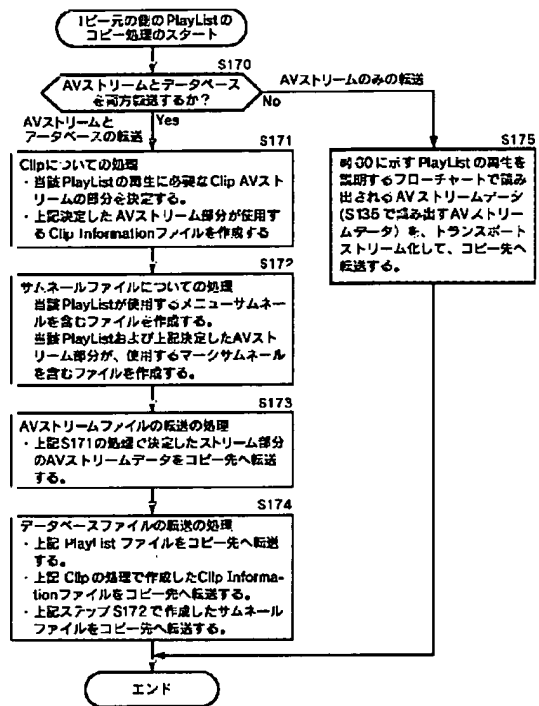 コピー元の側のPlayListの
コピー処理のスタート
S170
AVストリームとデータベース
を両方転送するか?
AVストリームのみの転送
No
AVストリームと
データベースの転送
Yes
S171
Clipについての処理
・当該PlayListの再生に必要なClip AVスト
リームの部分を決定する。
・上記決定したAVストリーム部分が使用す
るClip Informationファイルを作成する
S172
サムネールファイルについての処理
当該PlayListが使用するメニューサムネー
ルを含むファイルを作成する。
当該PlayListおよび上記決定したAVスト
リーム部分が、使用するマークサムネール
を含むファイルを作成する。
S173
AVストリームファイルの転送の処理
・上記S171の処理で決定したストリーム部分
のAVストリームデータをコピー先へ転送
する。
S174
データベースファイルの転送の処理
・上記 PlayList ファイルをコピー先へ転送
する。
・上記 Clipの処理で作成したClip Informa-
tionファイルをコピー先へ転送する。
・上記ステップS172で作成したサムネール
ファイルをコピー先へ転送する。
S175
に示す PlayList の再生を
説明するフローチャートで読み
出されるAVストリームデータ
(S135で読み出すAVストリー
ムデータ)を、トランスポート
ストリーム化して、コピー先へ
転送する。
エンド